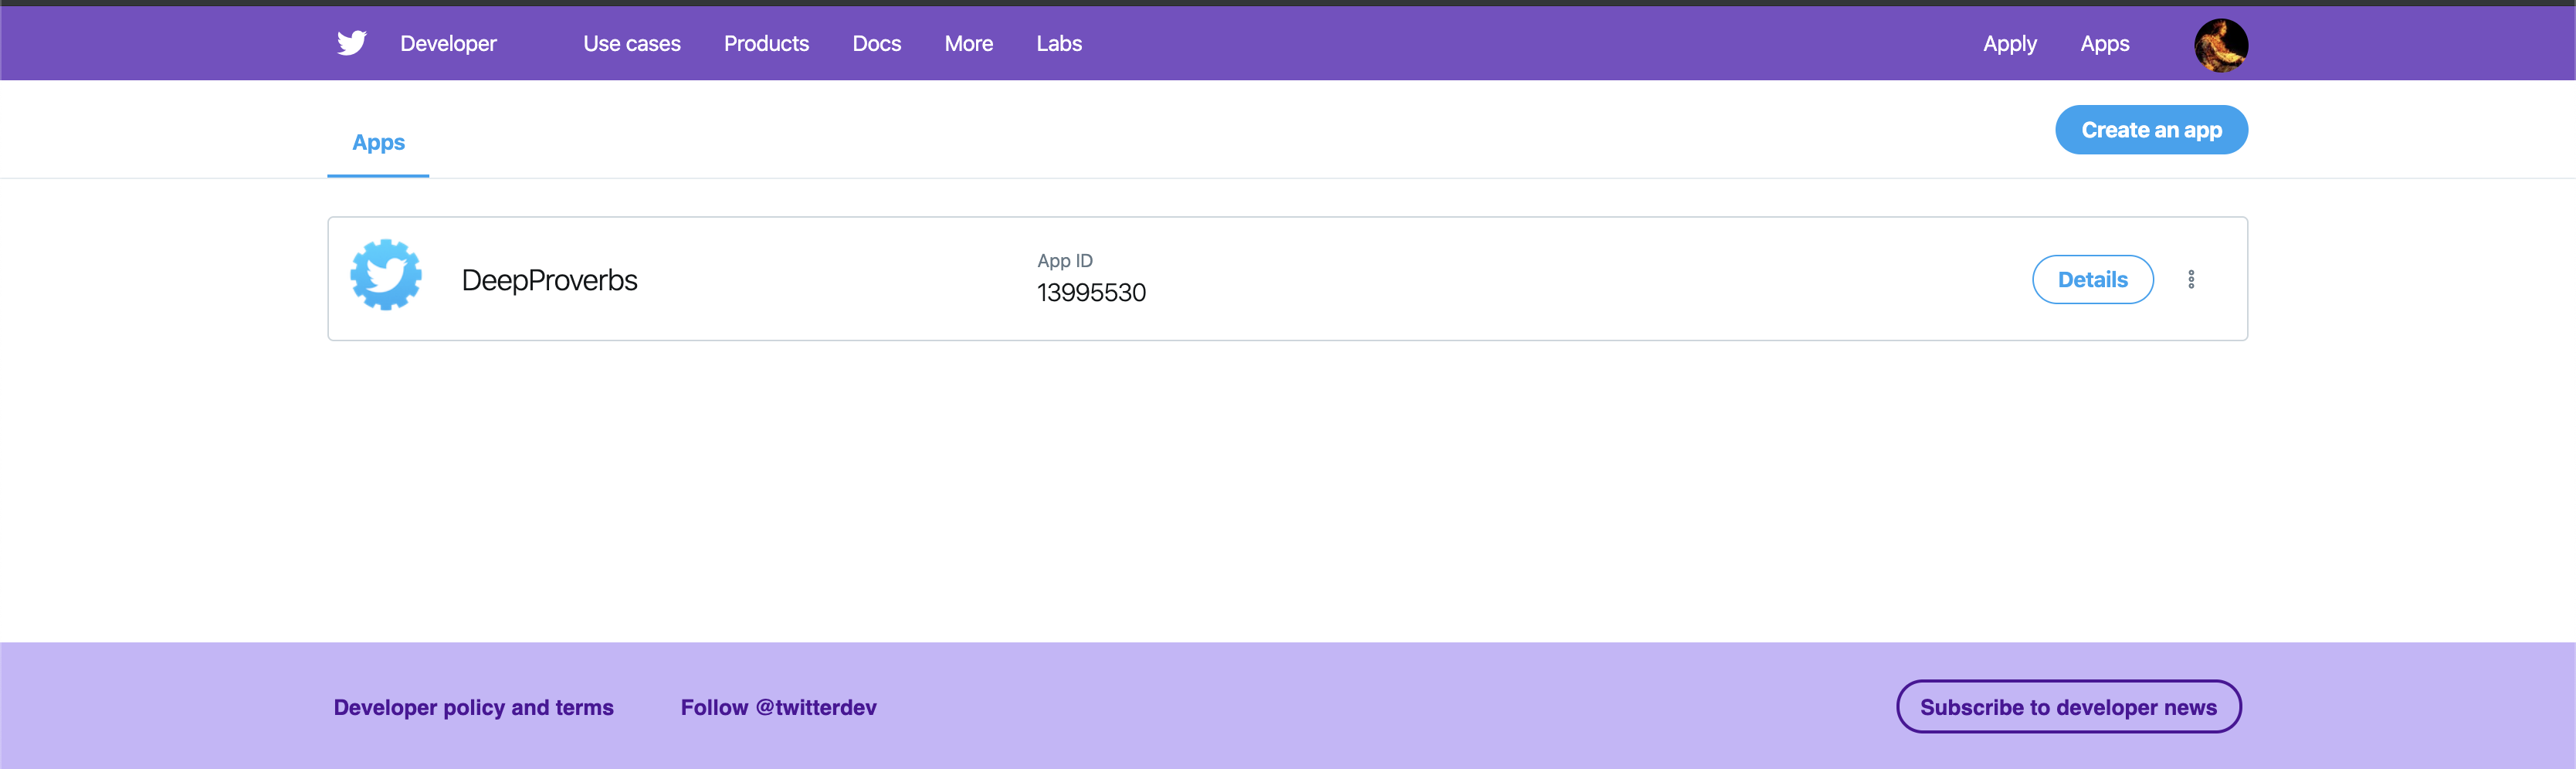 Developer Use cases Products Docs More Labs Apply Apps
Apps
Create an app
DeepProverbs
App ID
13995530
Details
Developer policy and terms Follow @twitterdev Subscribe to developer news